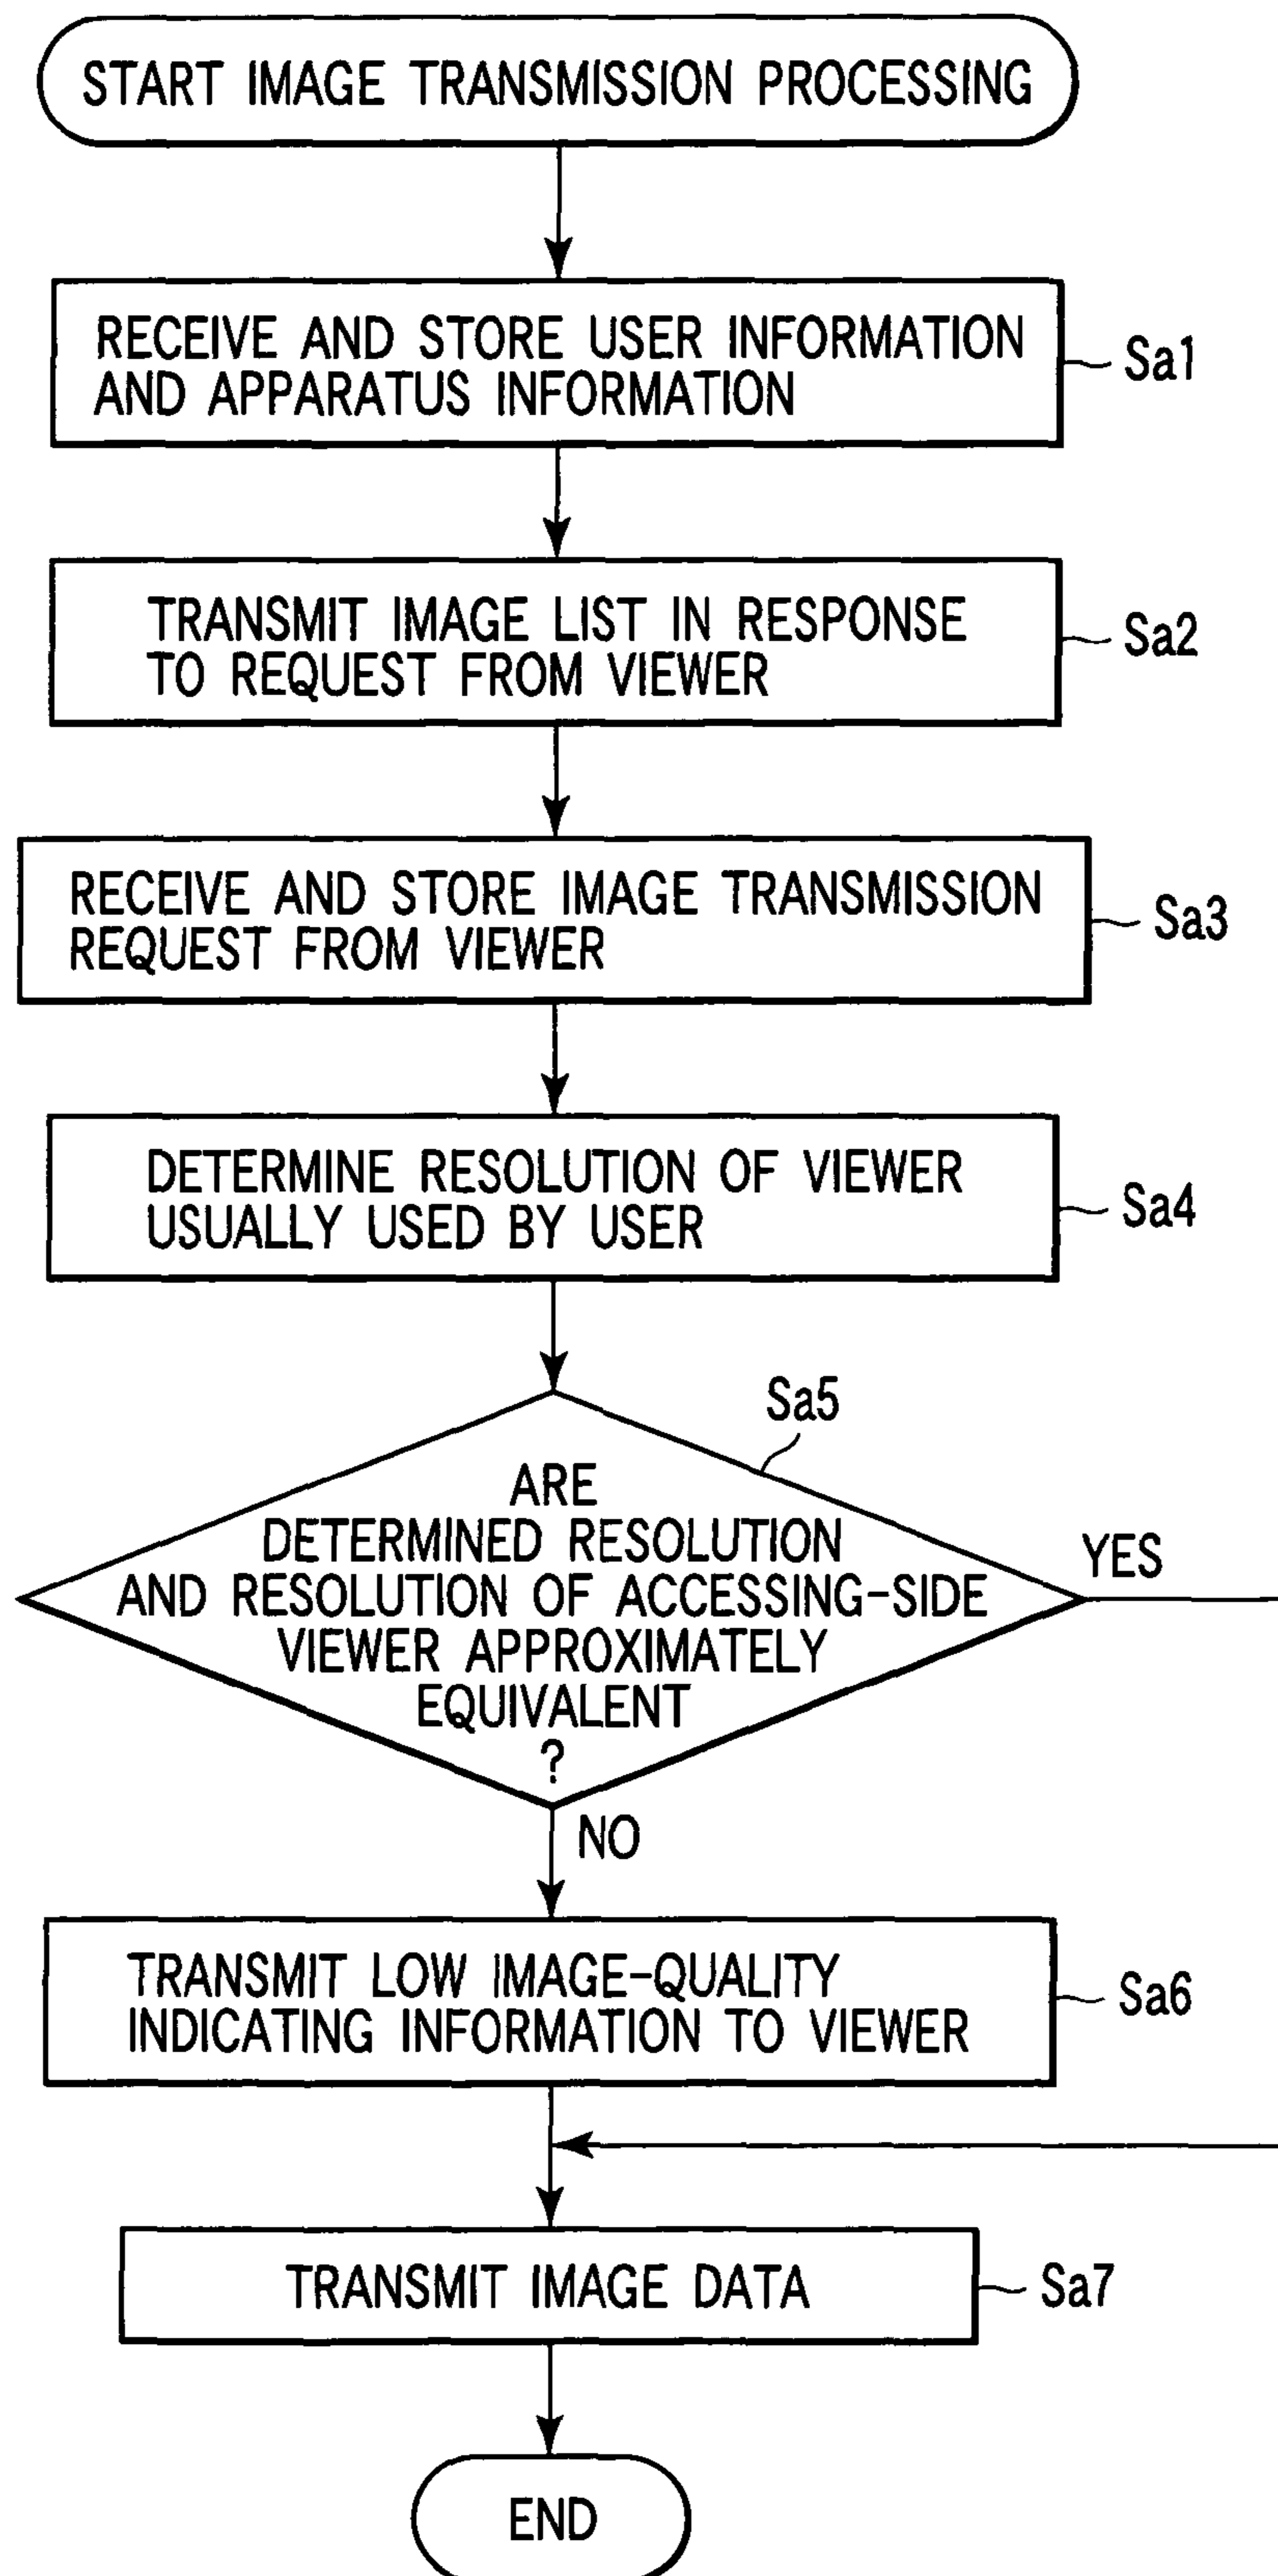 START IMAGE TRANSMISSION PROCESSING
RECEIVE AND STORE USER INFORMATION
AND APPARATUS INFORMATION
Sa1
TRANSMIT IMAGE LIST IN RESPONSE
TO REQUEST FROM VIEWER
Sa2
RECEIVE AND STORE IMAGE TRANSMISSION
REQUEST FROM VIEWER
Sa3
DETERMINE RESOLUTION OF VIEWER
USUALLY USED BY USER
Sa4
Sa5
ARE
DETERMINED RESOLUTION
AND RESOLUTION OF ACCESSING-SIDE
VIEWER APPROXIMATELY
EQUIVALENT
?
YES
NO
TRANSMIT LOW IMAGE-QUALITY
INDICATING INFORMATION TO VIEWER
Sa6
TRANSMIT IMAGE DATA
Sa7
END